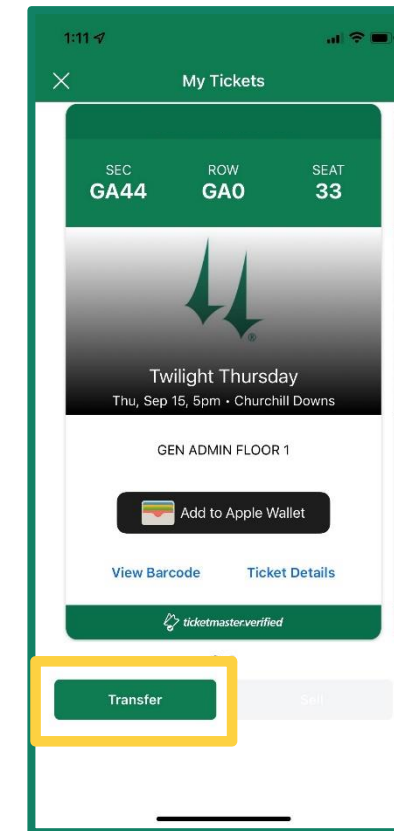 1:11
My Tickets
SEC ROW SEAT
GA44 GA0 33
Twilight Thursday
Thu, Sep 15, 5pm • Churchill Downs
GEN ADMIN FLOOR 1
Add to Apple Wallet
View Barcode Ticket Details
ticketmaster.verified
Transfer Sell